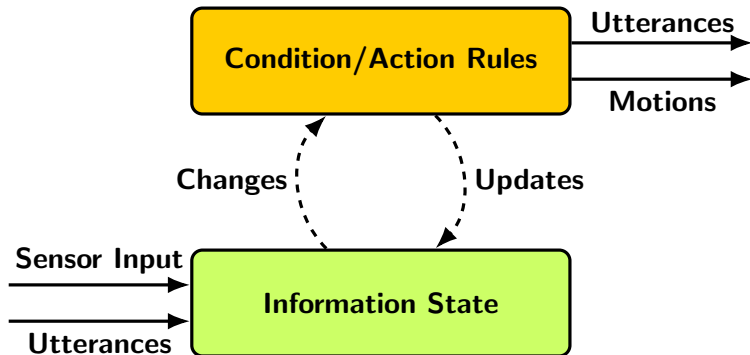 Utterances
Condition/Action Rules
Motions
Changes
Updates
Sensor Input
Information State
Utterances